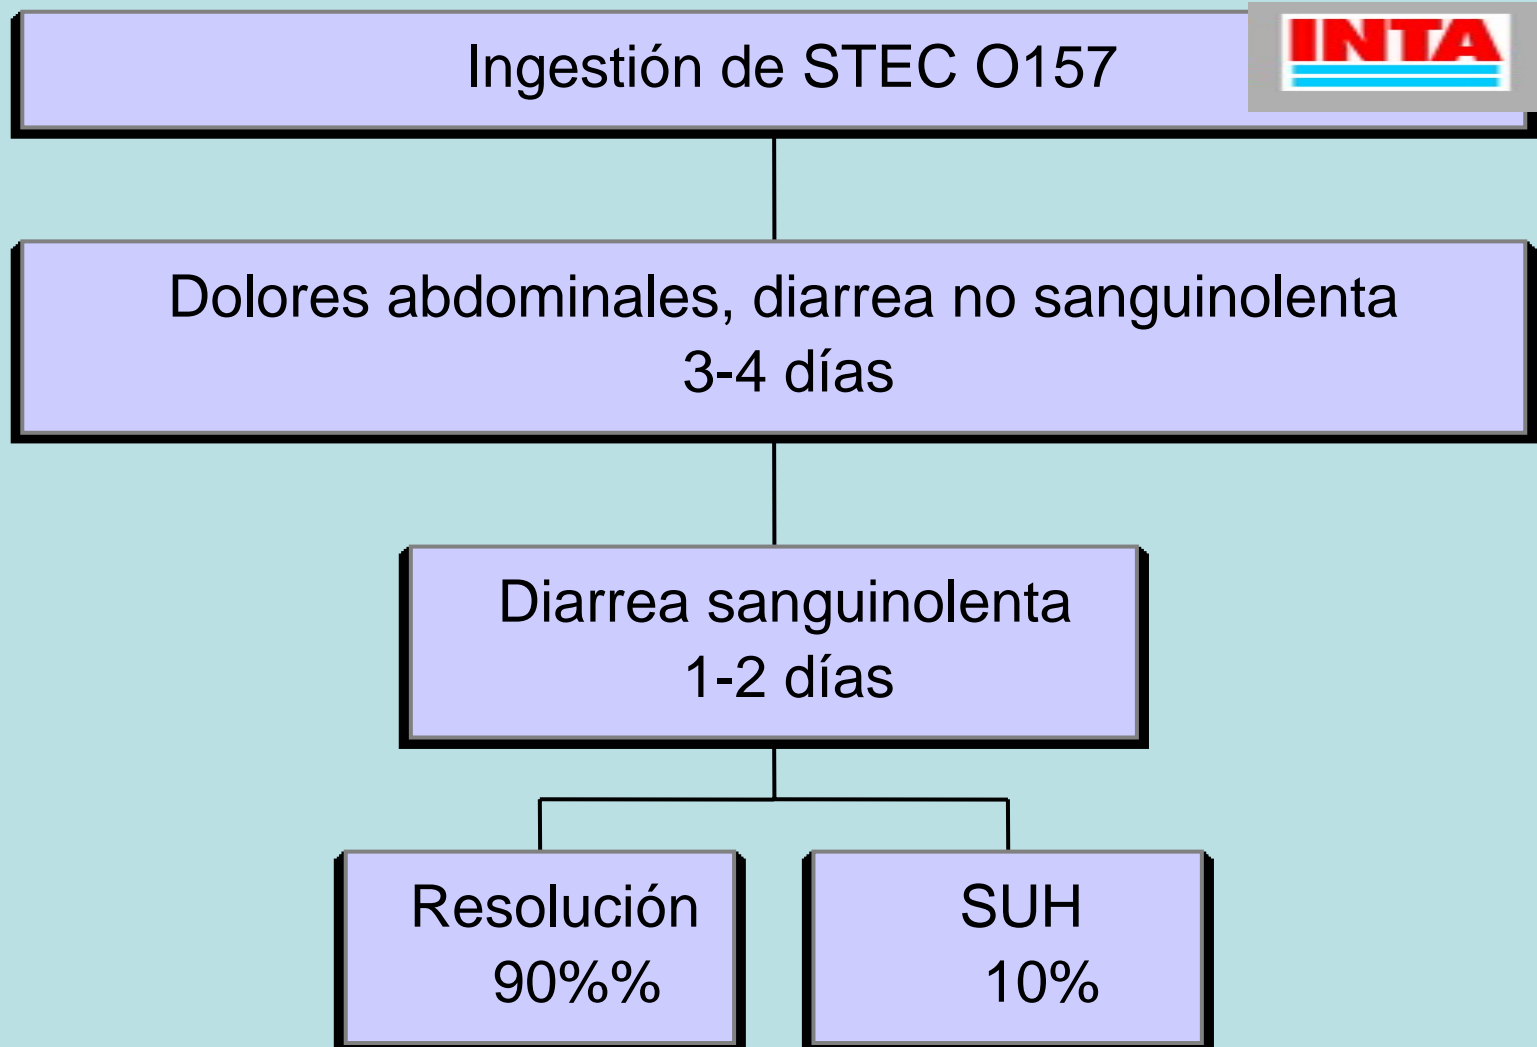 Ingestión de STEC O157
INTA
Dolores abdominales, diarrea no sanguinolenta
3-4 días
Diarrea sanguinolenta
1-2 días
Resolución
90%%
SUH
10%